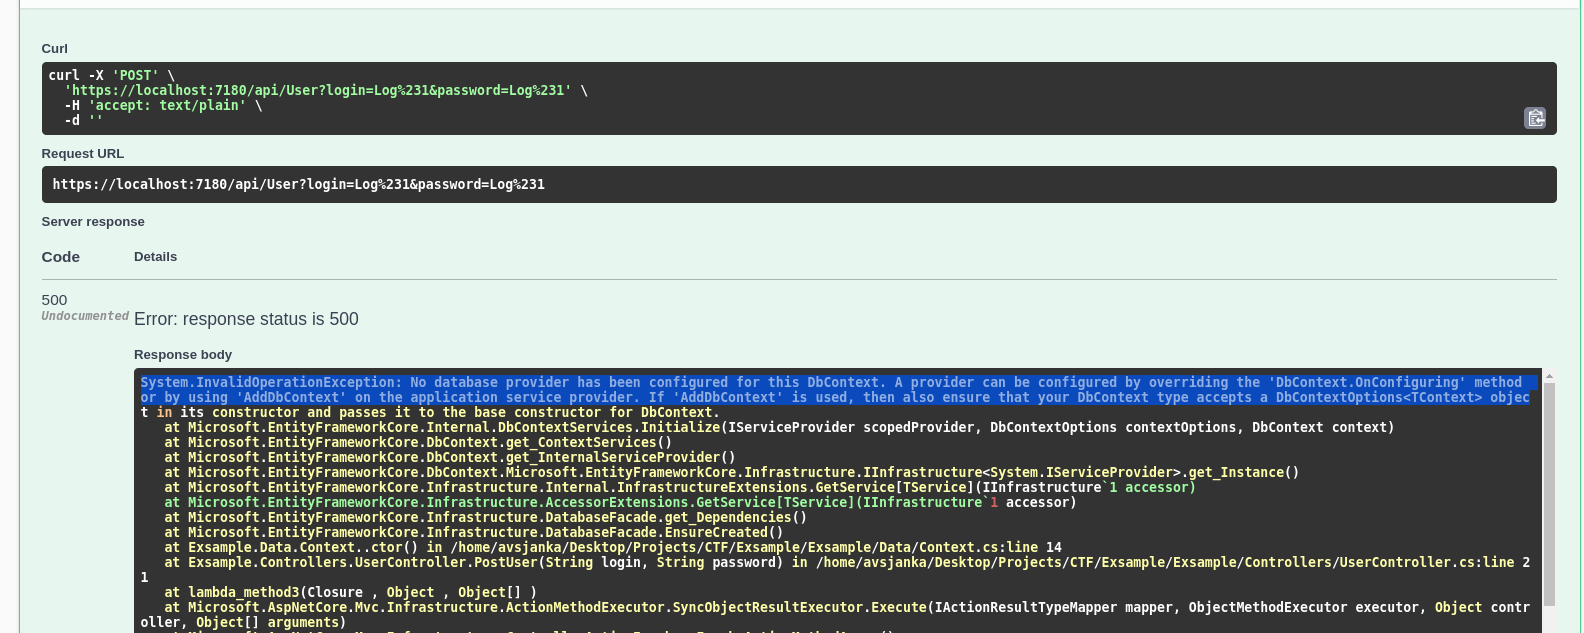 Curl
curl -X 'POST' \
'https://localhost:7180/api/User?login=Log%231&password=Log%231' \
-H 'accept: text/plain' \
-d ''
Request URL
https://localhost:7180/api/User?login=Log%231&password=Log%231
Server response
Code Details
500
Undocumented
Error: response status is 500
Response body
System.InvalidOperationException: No database provider has been configured for this DbContext. A provider can be configured by overriding the 'DbContext.OnConfiguring' method
or by using 'AddDbContext' on the application service provider. If 'AddDbContext' is used, then also ensure that your DbContext type accepts a DbContextOptions<TContext> objec
t in its constructor and passes it to the base constructor for DbContext.
at Microsoft.EntityFrameworkCore.Internal.DbContextServices.Initialize(IServiceProvider scopedProvider, DbContextOptions contextOptions, DbContext context)
at Microsoft.EntityFrameworkCore.DbContext.get_ContextServices()
at Microsoft.EntityFrameworkCore.DbContext.get_InternalServiceProvider()
at Microsoft.EntityFrameworkCore.DbContext.Microsoft.EntityFrameworkCore.Infrastructure.IInfrastructure<System.IServiceProvider>.get_Instance()
at Microsoft.EntityFrameworkCore.Infrastructure.Internal.InfrastructureExtensions.GetService[TService](IInfrastructure`1 accessor)
at Microsoft.EntityFrameworkCore.Infrastructure.AccessorExtensions.GetService[TService](IInfrastructure`1 accessor)
at Microsoft.EntityFrameworkCore.Infrastructure.DatabaseFacade.get_Dependencies()
at Microsoft.EntityFrameworkCore.Infrastructure.DatabaseFacade.EnsureCreated()
at Exsample.Data.Context..ctor() in /home/avsjanka/Desktop/Projects/CTF/Exsample/Exsample/Data/Context.cs:line 14
at Exsample.Controllers.UserController.PostUser(String login, String password) in /home/avsjanka/Desktop/Projects/CTF/Exsample/Exsample/Controllers/UserController.cs:line 2
1
at lambda_method3(Closure , Object , Object[] )
at Microsoft.AspNetCore.Mvc.Infrastructure.ActionMethodExecutor.SyncObjectResultExecutor.Execute(IActionResultTypeMapper mapper, ObjectMethodExecutor executor, Object contr
oller, Object[] arguments)